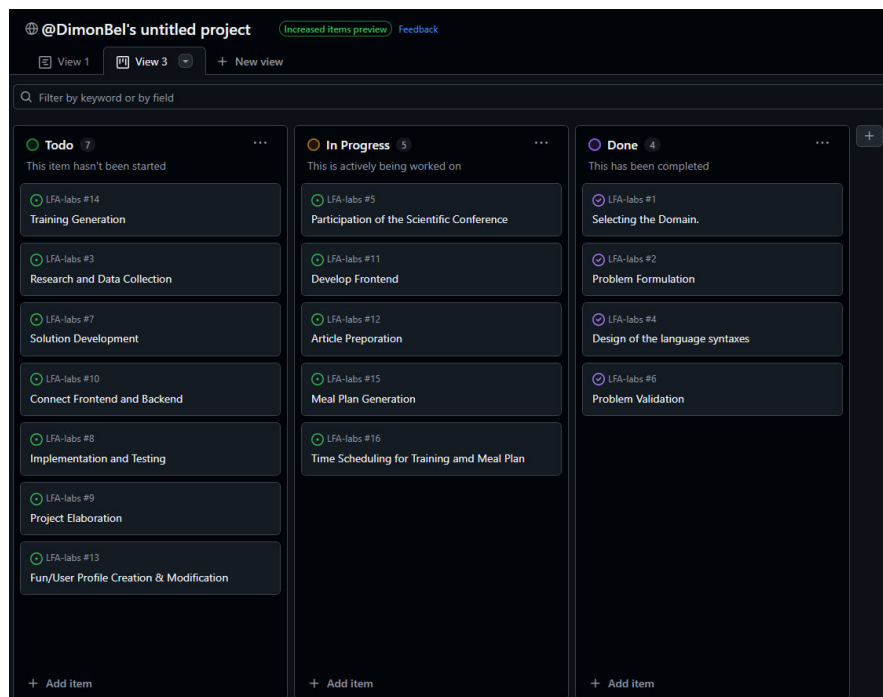 @DimonBel's untitled project
Increased items preview
Feedback
View 1
View 3
+ New view
Filter by keyword or by field
Todo 7
This item hasn't been started
LFA-labs #14
Training Generation
LFA-labs #3
Research and Data Collection
LFA-labs #7
Solution Development
LFA-labs #10
Connect Frontend and Backend
LFA-labs #8
Implementation and Testing
LFA-labs #9
Project Elaboration
LFA-labs #13
Fun/User Profile Creation & Modification
+ Add item
In Progress 5
This is actively being worked on
LFA-labs #5
Participation of the Scientific Conference
LFA-labs #11
Develop Frontend
LFA-labs #12
Article Preporation
LFA-labs #15
Meal Plan Generation
LFA-labs #16
Time Scheduling for Training amd Meal Plan
+ Add item
Done 4
This has been completed
LFA-labs #1
Selecting the Domain.
LFA-labs #2
Problem Formulation
LFA-labs #4
Design of the language syntaxes
LFA-labs #6
Problem Validation
+ Add item